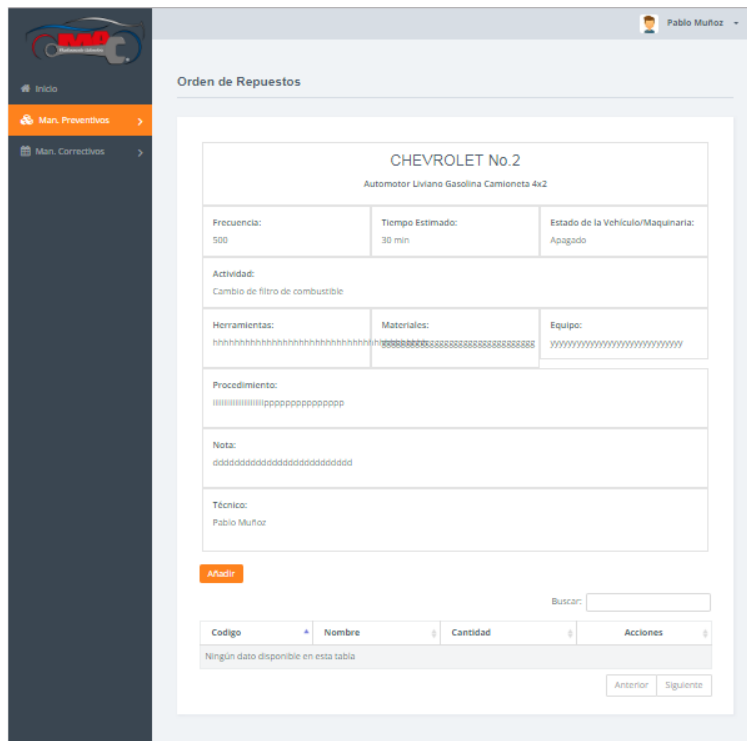 Pablo Muñoz
Inicio
Man. Preventivos
Man. Correctivos
Orden de Repuestos
CHEVROLET No.2
Automotor Liviano Gasolina Camioneta 4x2
Frecuencia:
500
Tiempo Estimado:
30 min
Estado de la Vehículo/Maquinaria:
Apagado
Actividad:
Cambio de filtro de combustible
Herramientas:
Materiales:
Equipo:
Procedimiento:
Nota:
Técnico:
Pablo Muñoz
Añadir
Buscar:
Codigo Nombre Cantidad Acciones
Ningún dato disponible en esta tabla
Anterior Siguiente